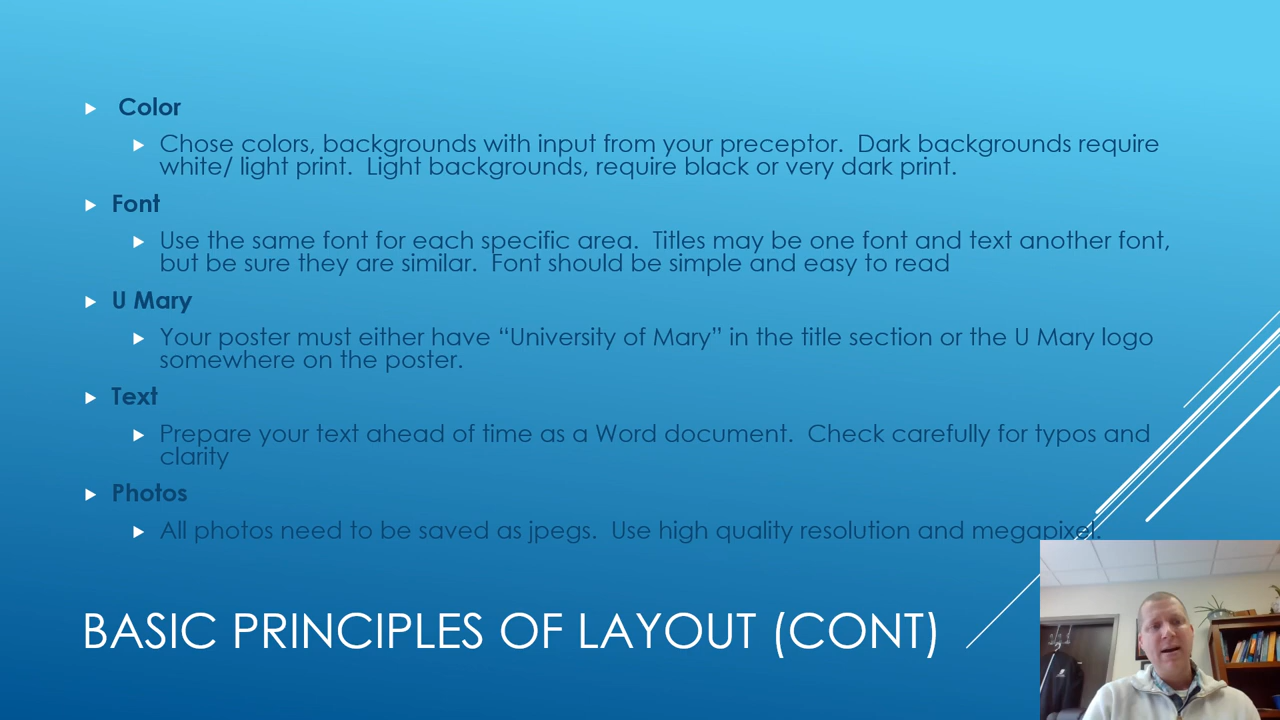 Color
Chose colors, backgrounds with input from your preceptor.  Dark backgrounds require
white/ light print.  Light backgrounds, require black or very dark print.
Font
Use the same font for each specific area.  Titles may be one font and text another font,
but be sure they are similar.  Font should be simple and easy to read
U Mary
Your poster must either have “University of Mary” in the title section or the U Mary logo
somewhere on the poster.
Text
Prepare your text ahead of time as a Word document.  Check carefully for typos and
clarity
Photos
All photos need to be saved as jpegs.  Use high quality resolution and megapixel.
BASIC PRINCIPLES OF LAYOUT (CONT)